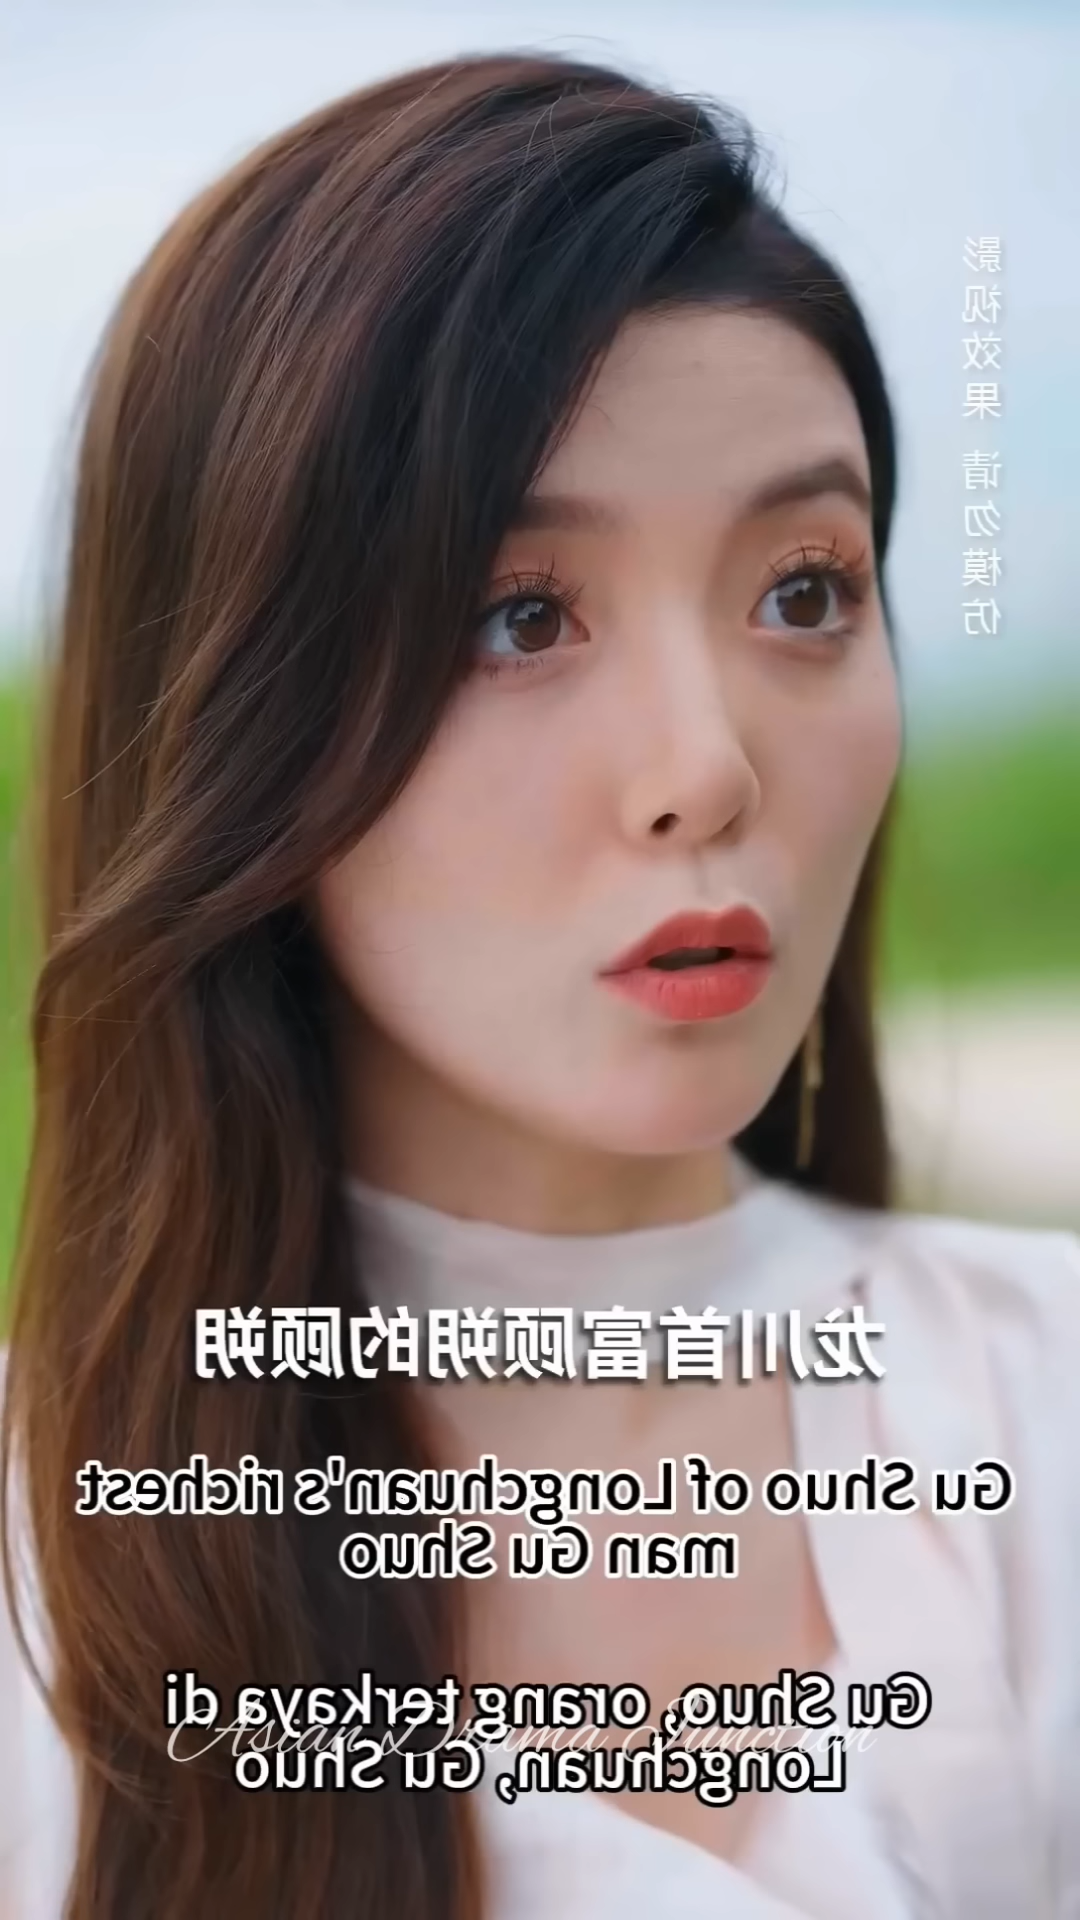 影视效果 请勿模仿
龙川首富顾朔的顾朔
Gu Shuo of Longchuan's richest
man Gu Shuo
Gu Shuo, orang terkaya di
Asian Drama Junction
Longchuan, Gu Shuo